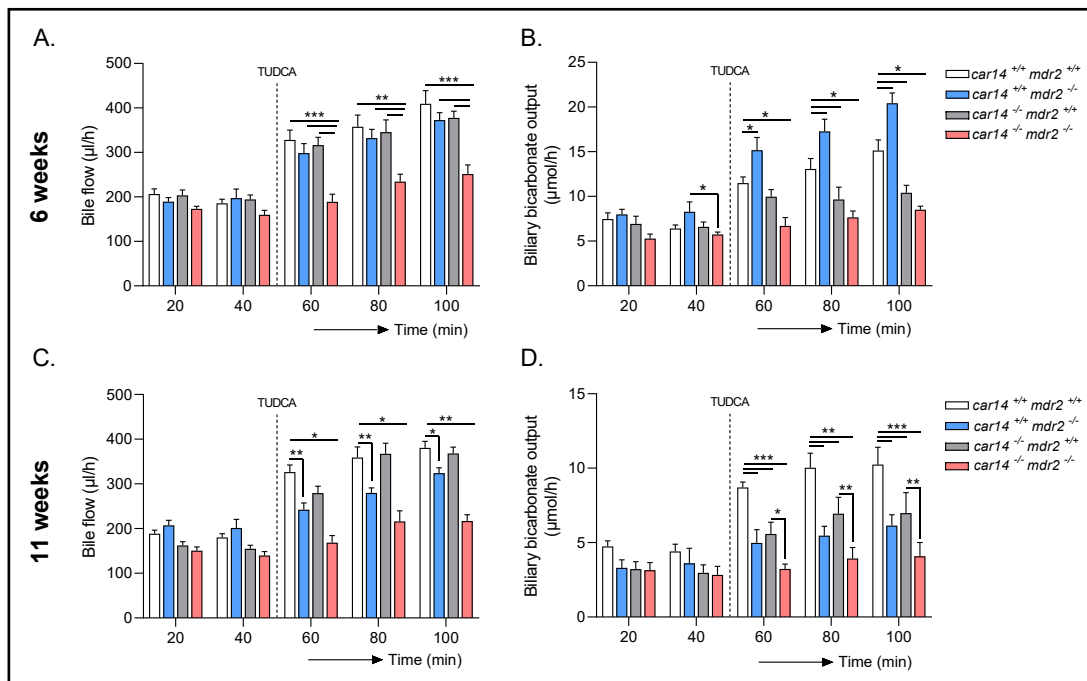 A.
6 weeks
Bile flow (µl/h)
500
400
300
200
100
0
TUDCA
***
**
***
20 40 60 80 100
Time (min)
B.
Biliary bicarbonate output
(µmol/h)
25
20
15
10
5
0
TUDCA
*
*
*
*
*
*
*
20 40 60 80 100
Time (min)
car14 +/+ mdr2 +/+
car14 +/+ mdr2 -/-
car14 -/- mdr2 +/+
car14 -/- mdr2 -/-
C.
11 weeks
Bile flow (µl/h)
500
400
300
200
100
0
TUDCA
*
**
*
**
**
*
20 40 60 80 100
Time (min)
D.
Biliary bicarbonate output
(µmol/h)
15
10
5
0
TUDCA
***
*
**
**
***
**
20 40 60 80 100
Time (min)
car14 +/+ mdr2 +/+
car14 +/+ mdr2 -/-
car14 -/- mdr2 +/+
car14 -/- mdr2 -/-